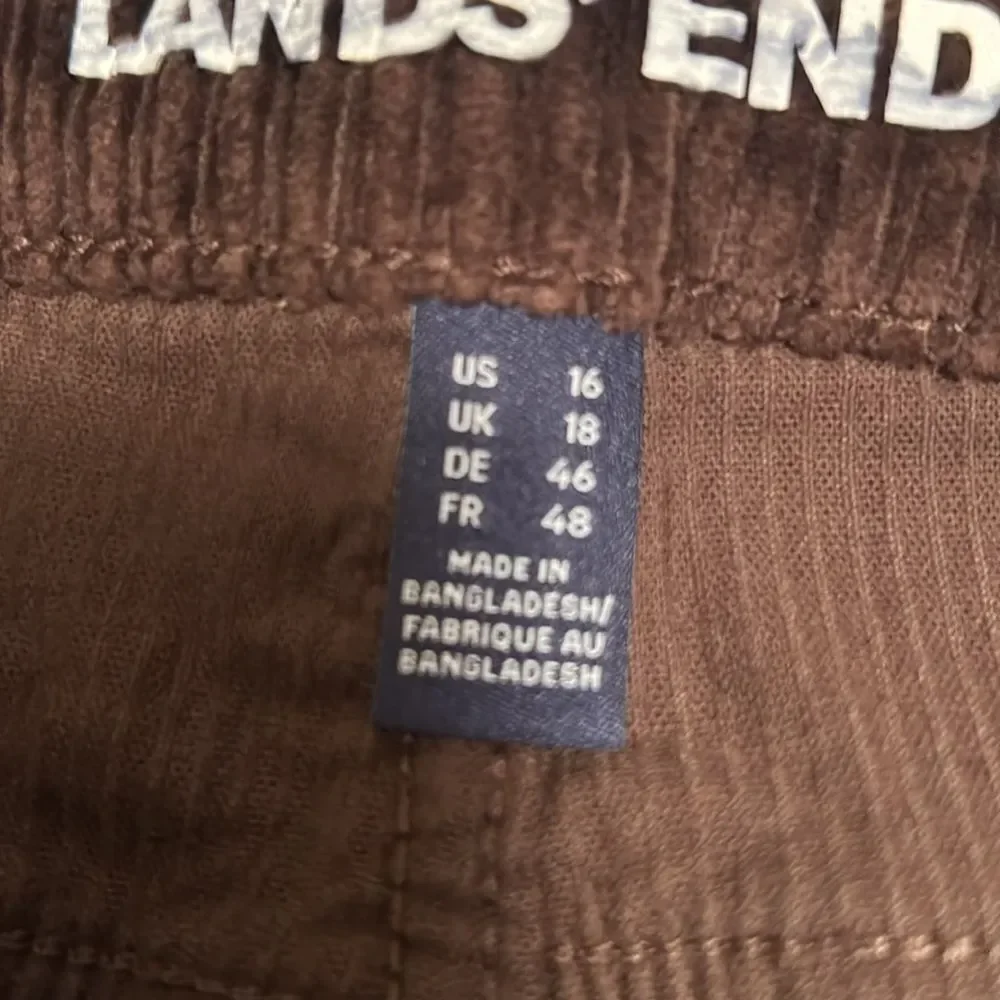 LANDS' END
US 16
UK 18
DE 46
FR 48
MADE IN
BANGLADESH/
FABRIQUE AU
BANGLADESH